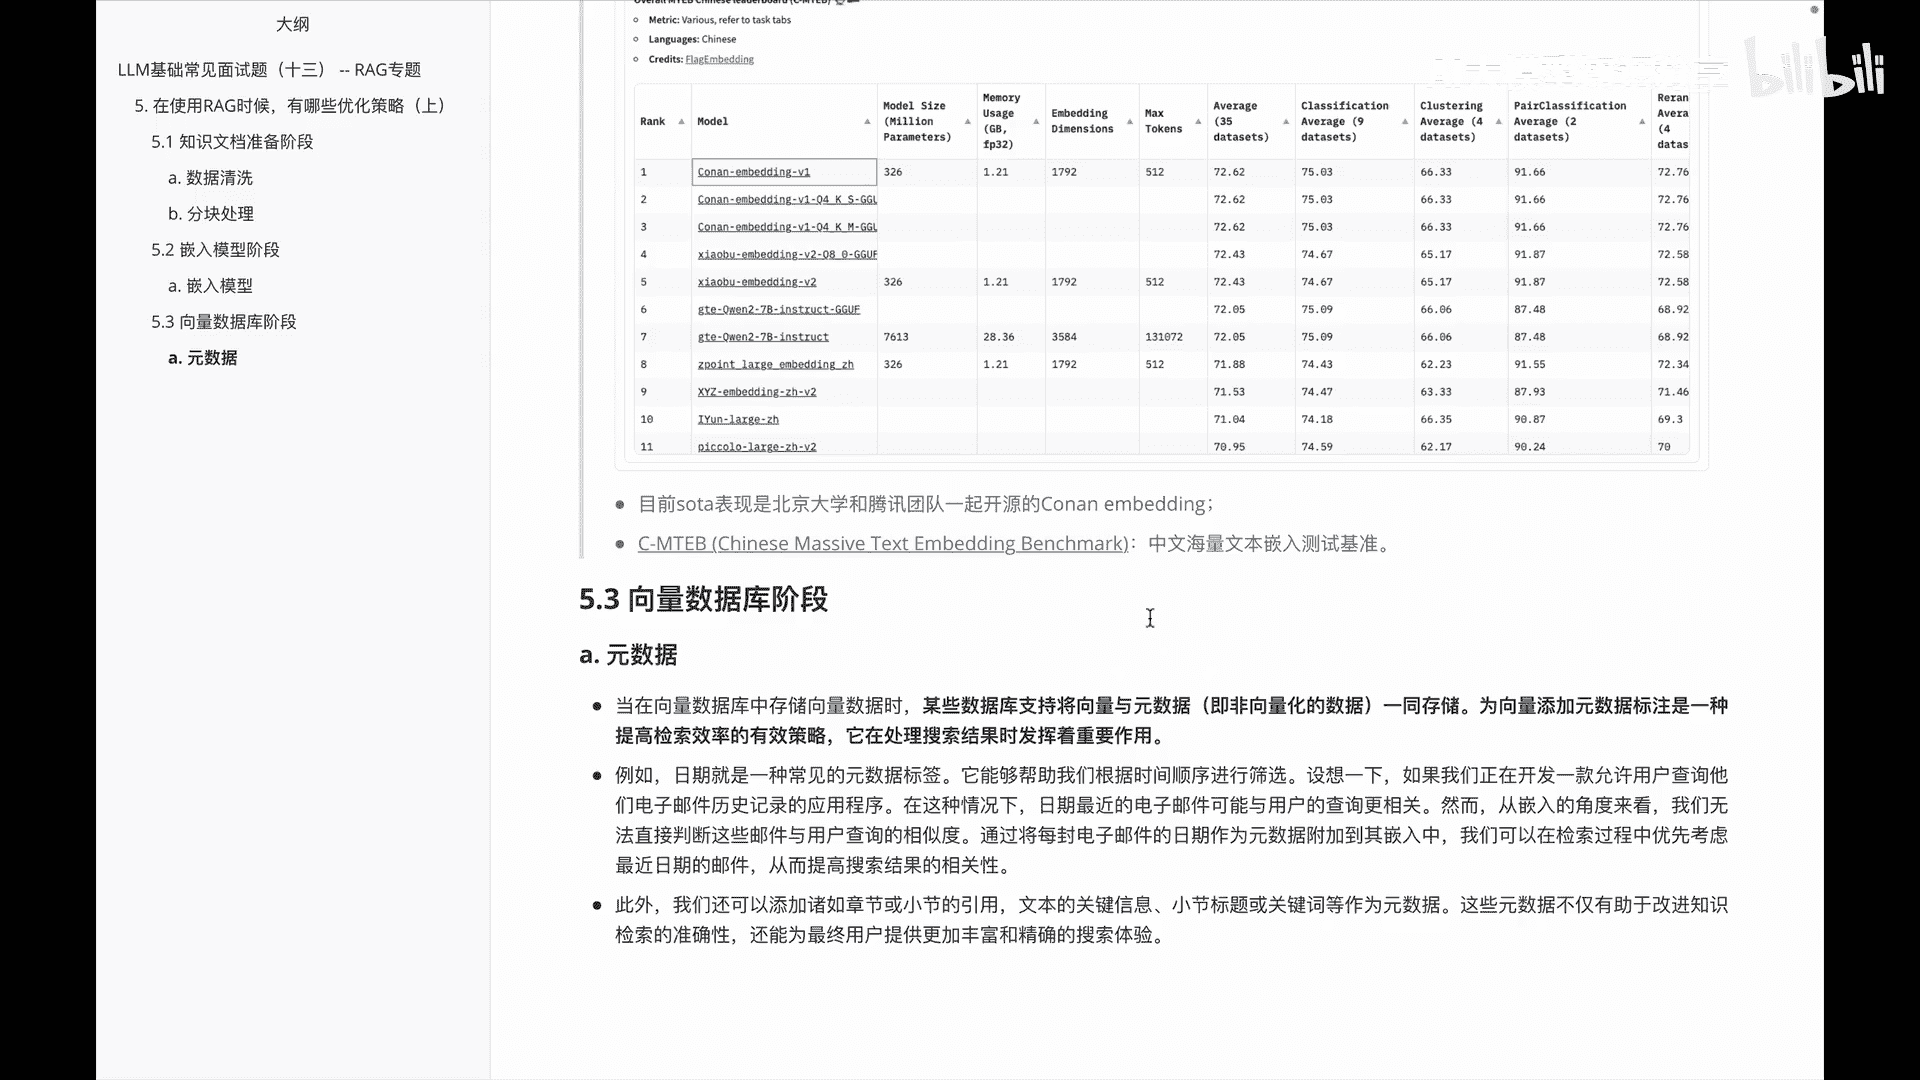 大纲
LLM基础常见面试题（十三） -- RAG专题
5. 在使用RAG时候，有哪些优化策略（上）
5.1 知识文档准备阶段
a. 数据清洗
b. 分块处理
5.2 嵌入模型阶段
a. 嵌入模型
5.3 向量数据库阶段
a. 元数据
Metric: Various, refer to task tabs
Languages: Chinese
Credits: FlagEmbedding
bilibili
Rank Model Model Size (Million Parameters) Memory Usage (GB, fp32) Embedding Dimensions Max Tokens Average (35 datasets) Classification Average (9 datasets) Clustering Average (4 datasets) PairClassification Average (2 datasets) Reran Avera (4 datas
1 Conan-embedding-v1 326 1.21 1792 512 72.62 75.03 66.33 91.66 72.76
2 Conan-embedding-v1-Q4_K_S-GGU 72.62 75.03 66.33 91.66 72.76
3 Conan-embedding-v1-Q4_K_M-GGU 72.62 75.03 66.33 91.66 72.76
4 xiaobu-embedding-v2-Q8_0-GGUF 72.43 74.67 65.17 91.87 72.58
5 xiaobu-embedding-v2 326 1.21 1792 512 72.43 74.67 65.17 91.87 72.58
6 gte-Qwen2-7B-instruct-GGUF 72.05 75.09 66.06 87.48 68.92
7 gte-Qwen2-7B-instruct 7613 28.36 3584 131072 72.05 75.09 66.06 87.48 68.92
8 zpoint_large_embedding_zh 326 1.21 1792 512 71.88 74.43 62.23 91.55 72.34
9 XYZ-embedding-zh-v2 71.53 74.47 63.33 87.93 71.46
10 IYun-large-zh 71.04 74.18 66.35 90.87 69.3
11 piccolo-large-zh-v2 70.95 74.59 62.17 90.24 70
目前sota表现是北京大学和腾讯团队一起开源的Conan embedding；
C-MTEB (Chinese Massive Text Embedding Benchmark)：中文海量文本嵌入测试基准。
5.3 向量数据库阶段
a. 元数据
当在向量数据库中存储向量数据时，某些数据库支持将向量与元数据（即非向量化的数据）一同存储。为向量添加元数据标注是一种
提高检索效率的有效策略，它在处理搜索结果时发挥着重要作用。
例如，日期就是一种常见的元数据标签。它能够帮助我们根据时间顺序进行筛选。设想一下，如果我们正在开发一款允许用户查询他
们电子邮件历史记录的应用程序。在这种情况下，日期最近的电子邮件可能与用户的查询更相关。然而，从嵌入的角度来看，我们无
法直接判断这些邮件与用户查询的相似度。通过将每封电子邮件的日期作为元数据附加到其嵌入中，我们可以在检索过程中优先考虑
最近日期的邮件，从而提高搜索结果的相关性。
此外，我们还可以添加诸如章节或小节的引用，文本的关键信息、小节标题或关键词等作为元数据。这些元数据不仅有助于改进知识
检索的准确性，还能为最终用户提供更加丰富和精确的搜索体验。